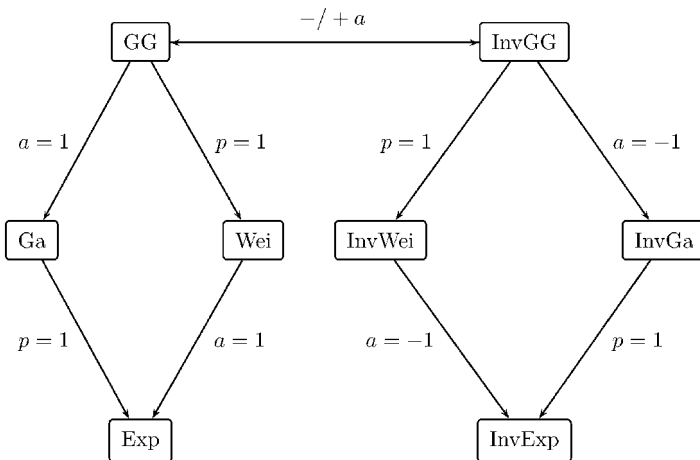 −/ + a
GG
InvGG
a = 1
p = 1
p = 1
a = −1
Ga
Wei
InvWei
InvGa
p = 1
a = 1
a = −1
p = 1
Exp
InvExp